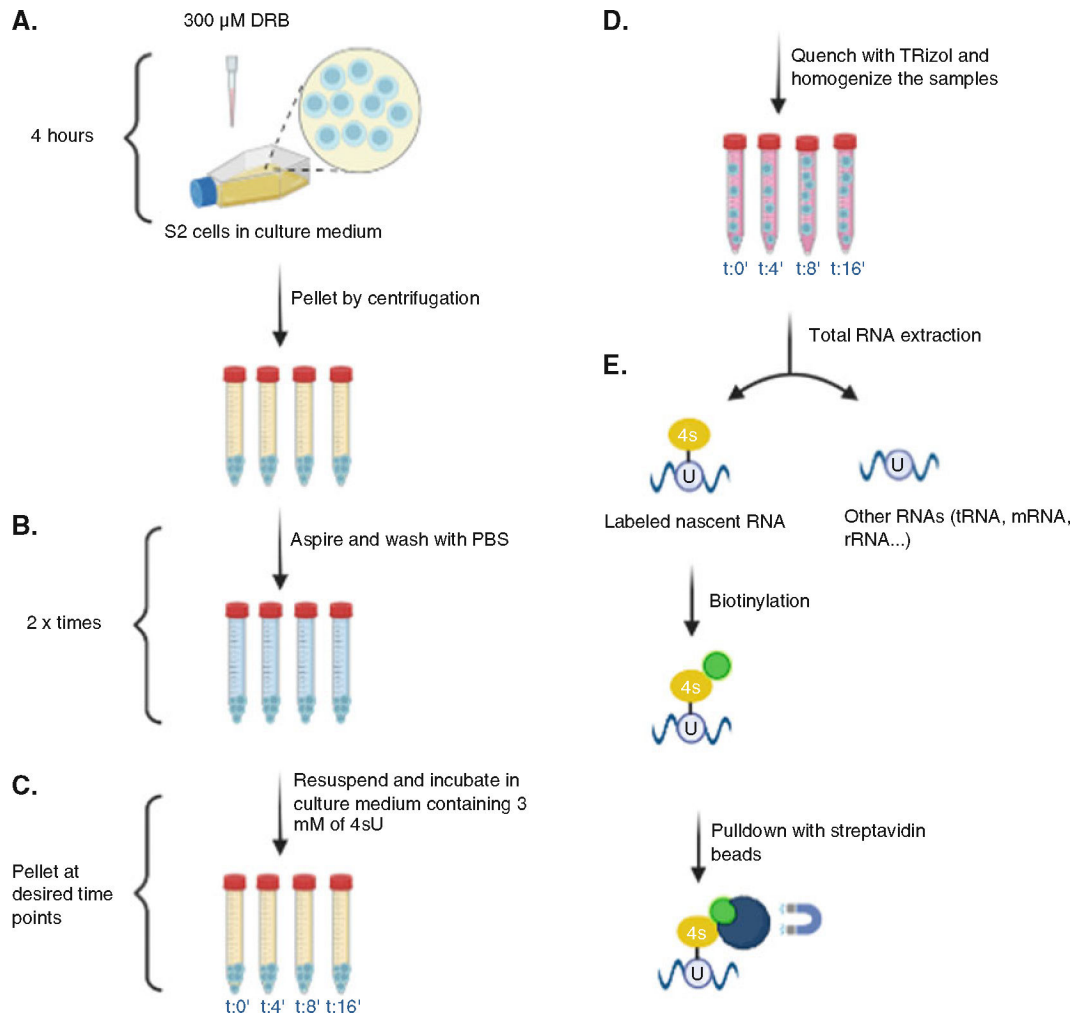 A.
300 µM DRB
4 hours
S2 cells in culture medium
Pellet by centrifugation
B.
Aspire and wash with PBS
2 x times
C.
Resuspend and incubate in
culture medium containing 3
mM of 4sU
Pellet at
desired time
points
t:0' t:4' t:8' t:16'
D.
Quench with TRizol and
homogenize the samples
t:0' t:4' t:8' t:16'
Total RNA extraction
E.
4s
U
U
Labeled nascent RNA
Other RNAs (tRNA, mRNA,
rRNA...)
Biotinylation
4s
U
Pulldown with streptavidin
beads
4s
U